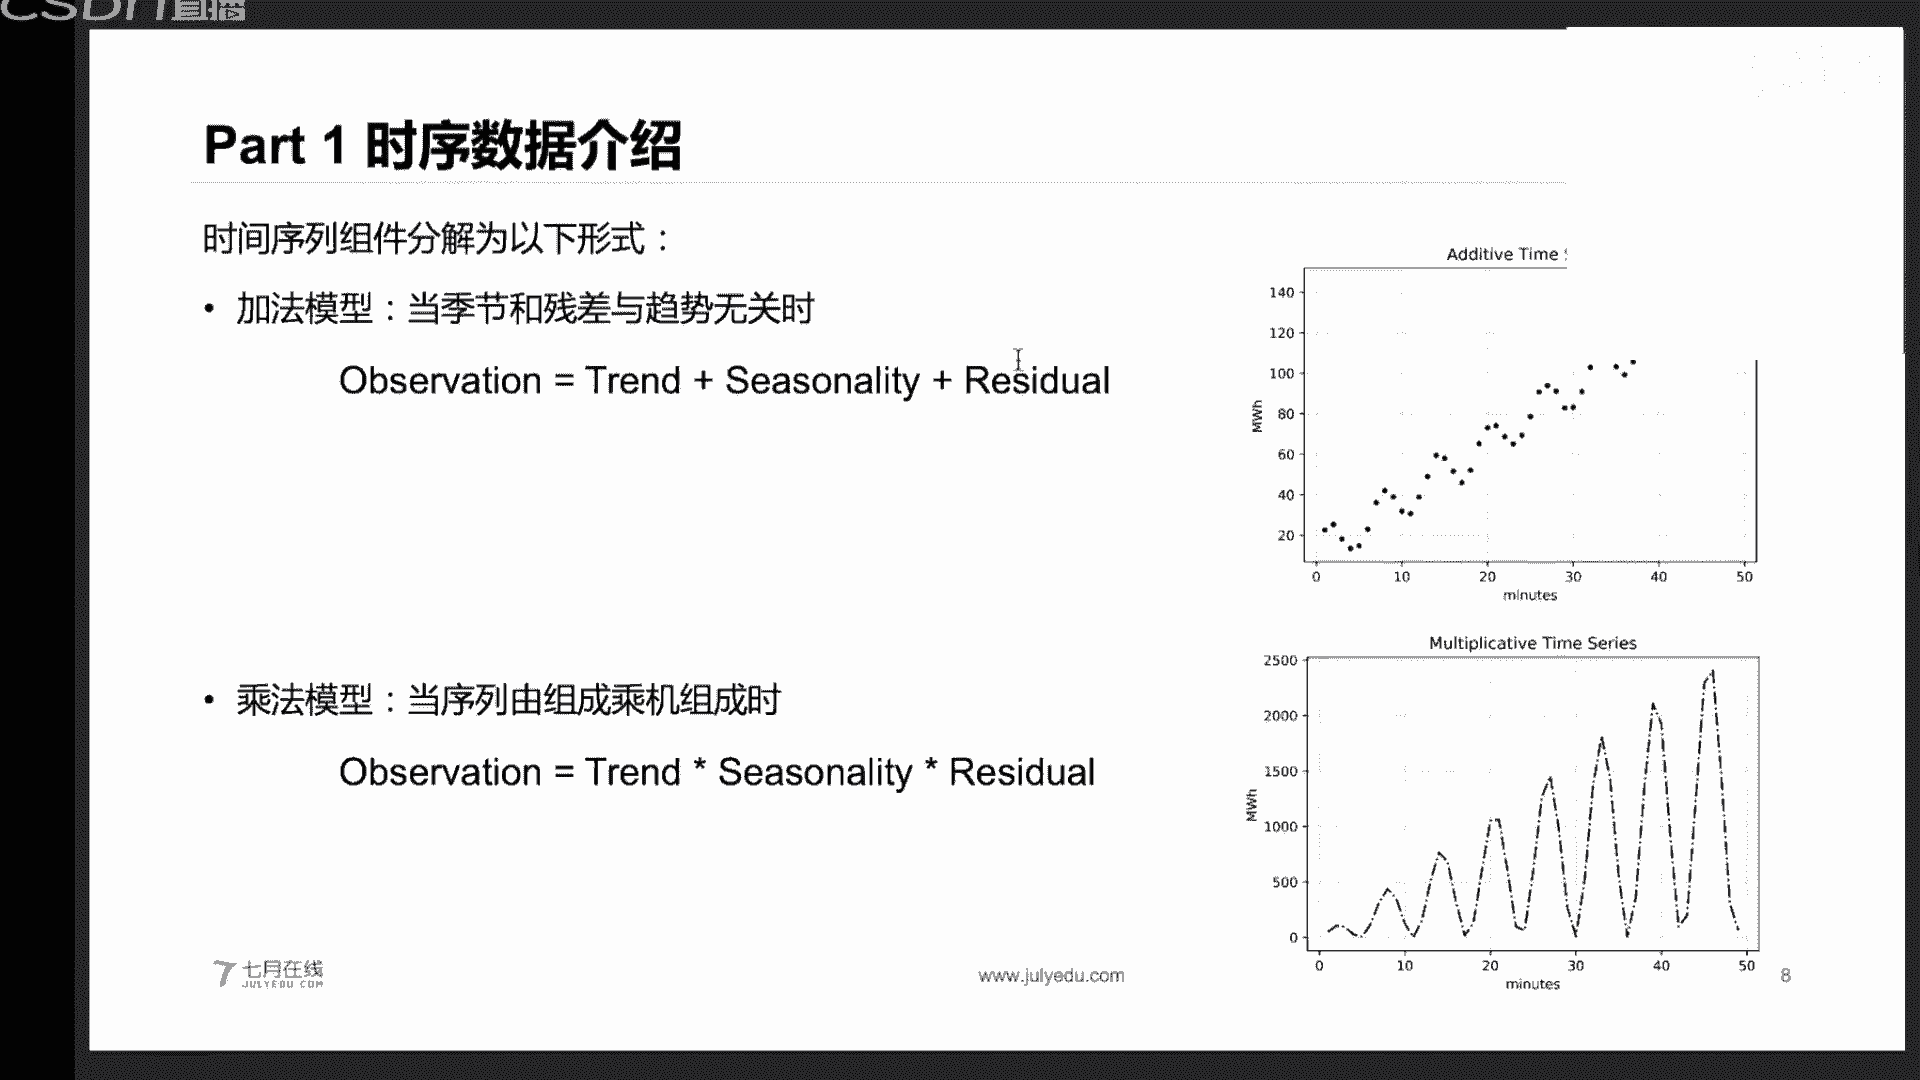 CSDN直播
Part 1 时序数据介绍
时间序列组件分解为以下形式：
• 加法模型：当季节和残差与趋势无关时
Observation = Trend + Seasonality + Residual
Additive Time
140
120
100
80
60
40
20
MWh
0 10 20 30 40 50
minutes
• 乘法模型：当序列由组成乘机组成时
Observation = Trend * Seasonality * Residual
Multiplicative Time Series
2500
2000
1500
1000
500
0
MWh
0 10 20 30 40 50
minutes
七月在线
JULYEDU.COM
www.julyedu.com
8